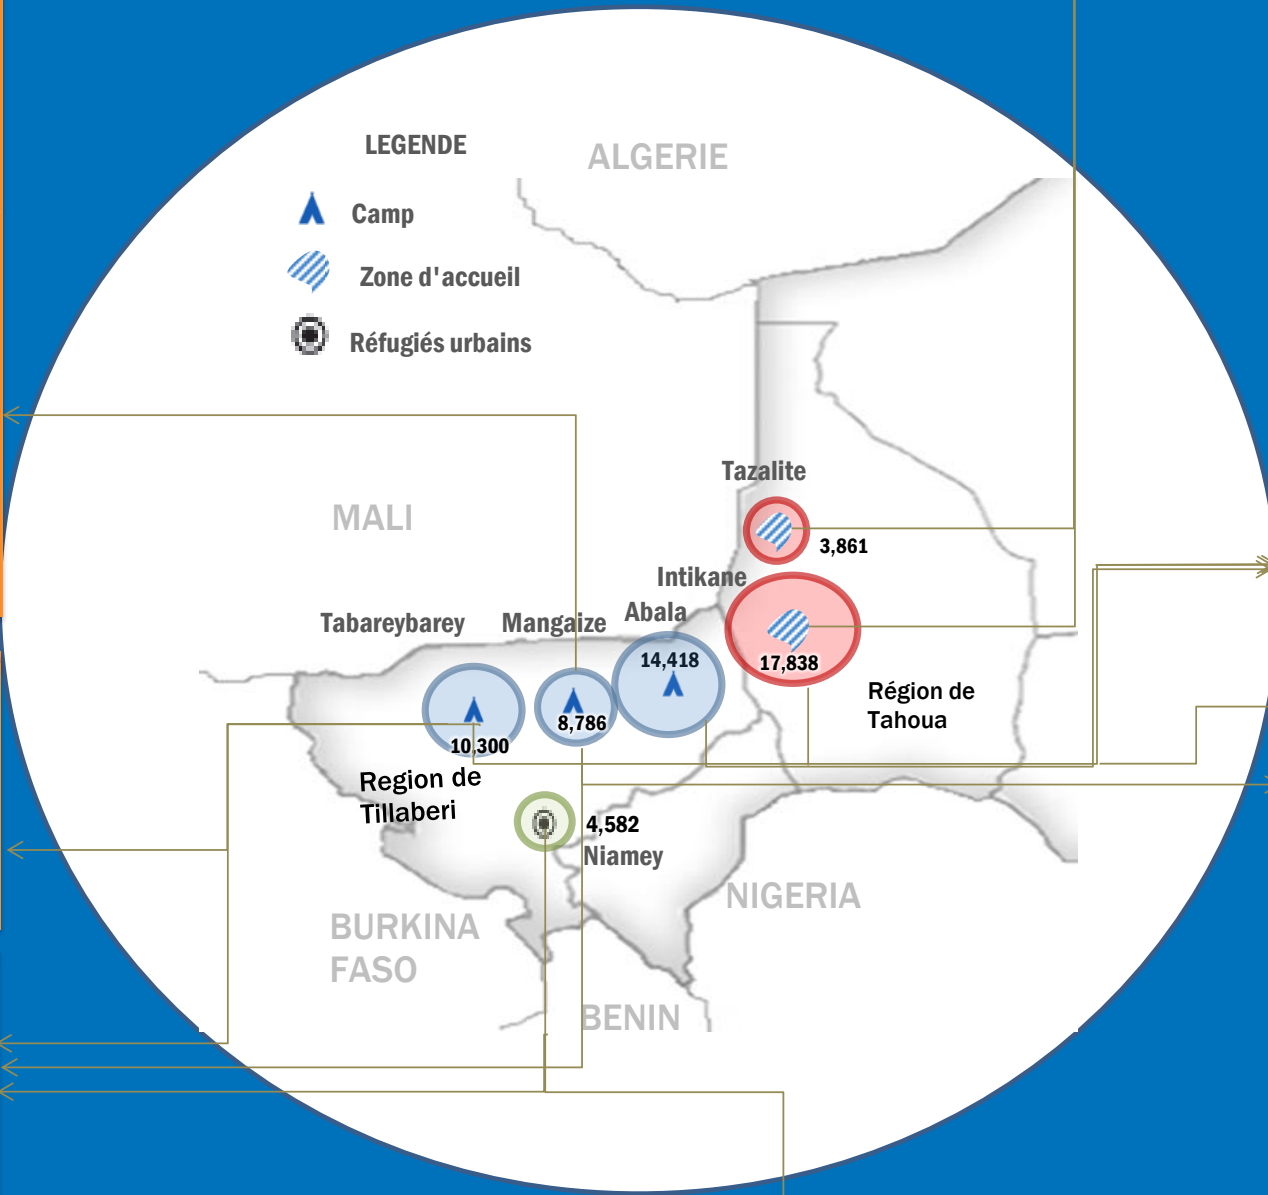 LEGENDE
ALGERIE
Camp
Zone d'accueil
Réfugiés urbains
Tazalite
MALI
3,861
Intikane
Abala
Tabareybarey
Mangaize
14,418
17,838
Région de
Tahoua
8,786
10,300
Region de
Tillaberi
4,582
Niamey
NIGERIA
BURKINA
FASO
BENIN